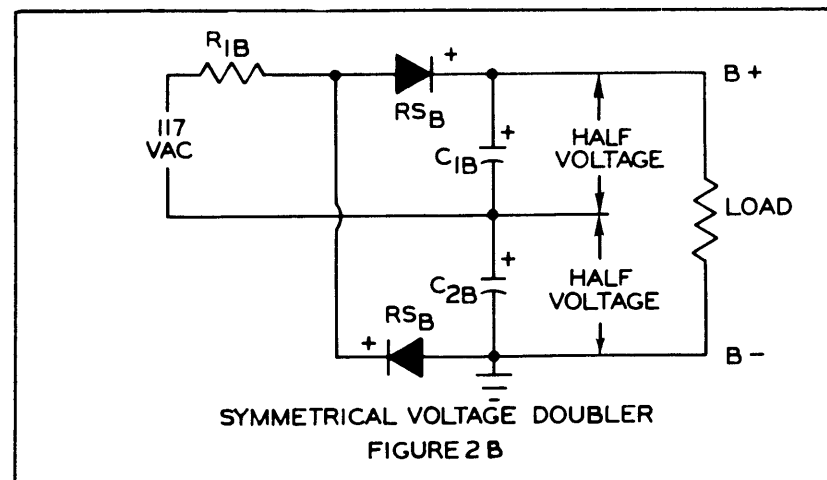 R1B
+
B+
RSB
117
VAC
+
C1B
HALF
VOLTAGE
LOAD
+
C2B
HALF
VOLTAGE
RSB
+
B-
SYMMETRICAL VOLTAGE DOUBLER
FIGURE 2B